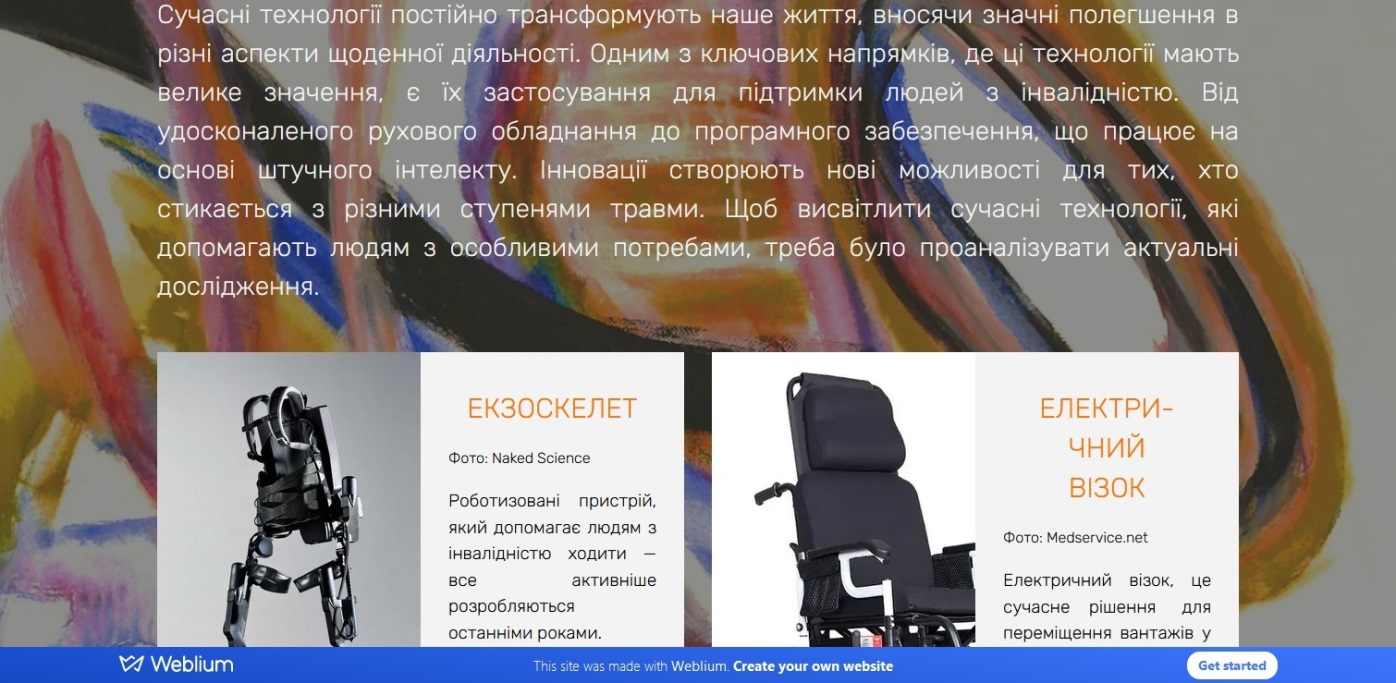 Сучасні технології постійно трансформують наше життя, вносячи значні полегшення в
різні аспекти щоденної діяльності. Одним з ключових напрямків, де ці технології мають
велике значення, є їх застосування для підтримки людей з інвалідністю. Від
удосконаленого рухового обладнання до програмного забезпечення, що працює на
основі штучного інтелекту. Інновації створюють нові можливості для тих, хто
стикається з різними ступенями травми. Щоб висвітлити сучасні технології, які
допомагають людям з особливими потребами, треба було проаналізувати актуальні
дослідження.
ЕКЗОСКЕЛЕТ
Фото: Naked Science
Роботизовані пристрій,
який допомагає людям з
інвалідністю ходити —
все активніше
розробляються
останніми роками.
ЕЛЕКТРИ-
ЧНИЙ
ВІЗОК
Фото: Medservice.net
Електричний візок, це
сучасне рішення для
переміщення вантажів у
Weblium
This site was made with Weblium. Create your own website
Get started